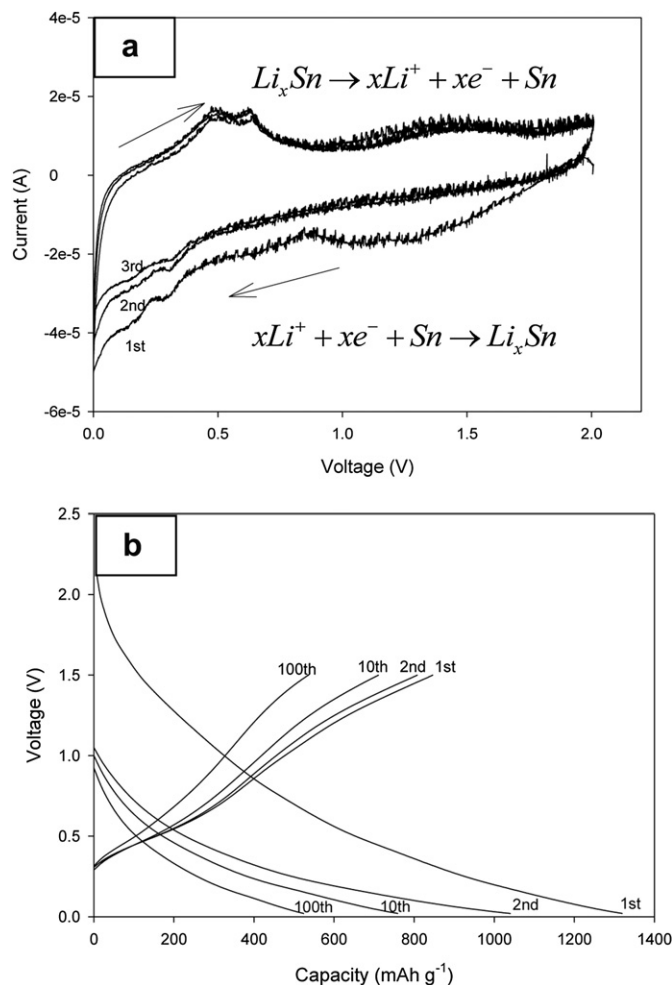 a
4e-5
2e-5
0
-2e-5
-4e-5
-6e-5
Current (A)
Li_xSn → xLi⁺ + xe⁻ + Sn
3rd
2nd
1st
xLi⁺ + xe⁻ + Sn → Li_xSn
0.0 0.5 1.0 1.5 2.0
Voltage (V)
b
2.5
2.0
1.5
1.0
0.5
0.0
Voltage (V)
100th 10th 2nd 1st
100th 10th 2nd 1st
0 200 400 600 800 1000 1200 1400
Capacity (mAh g⁻¹)